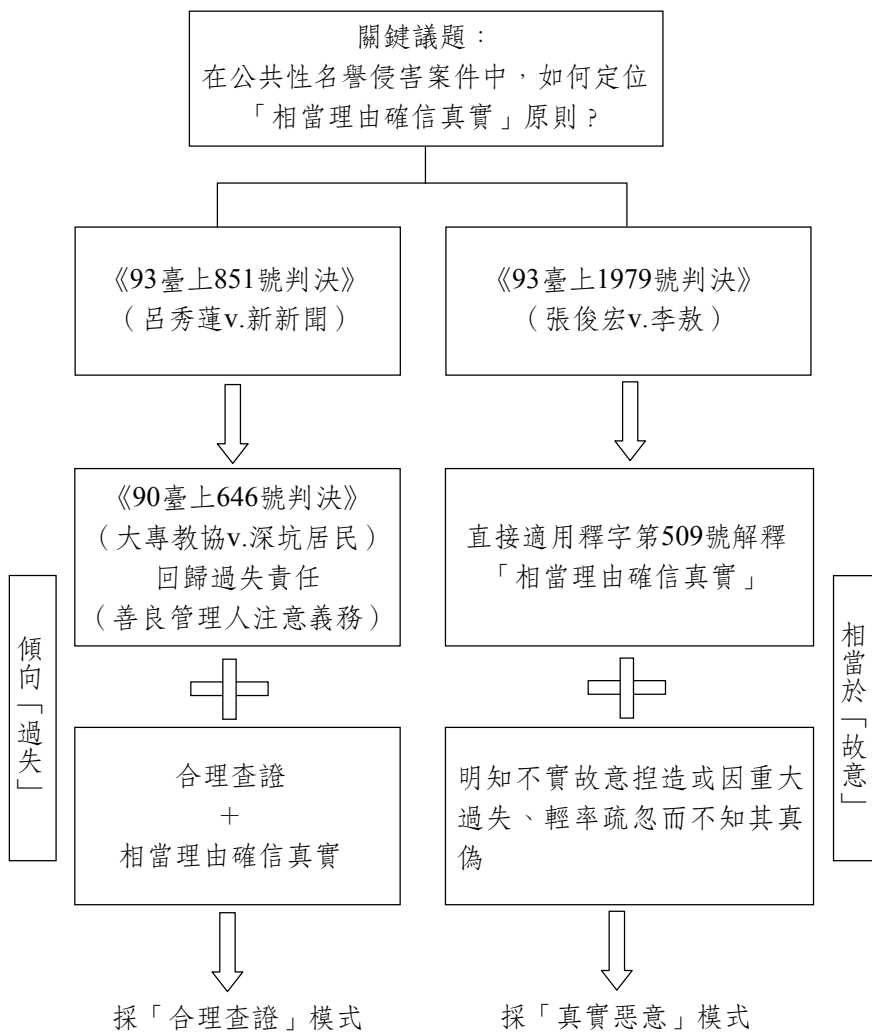 關鍵議題：
在公共性名譽侵害案件中，如何定位
「相當理由確信真實」原則？
《93臺上851號判決》
（呂秀蓮v.新新聞）
《93臺上1979號判決》
（張俊宏v.李敖）
《90臺上646號判決》
（大專教協v.深坑居民）
回歸過失責任
（善良管理人注意義務）
直接適用釋字第509號解釋
「相當理由確信真實」
傾向「過失」
相當於「故意」
合理查證
+
相當理由確信真實
明知不實故意捏造或因重大
過失、輕率疏忽而不知其真
偽
採「合理查證」模式
採「真實惡意」模式